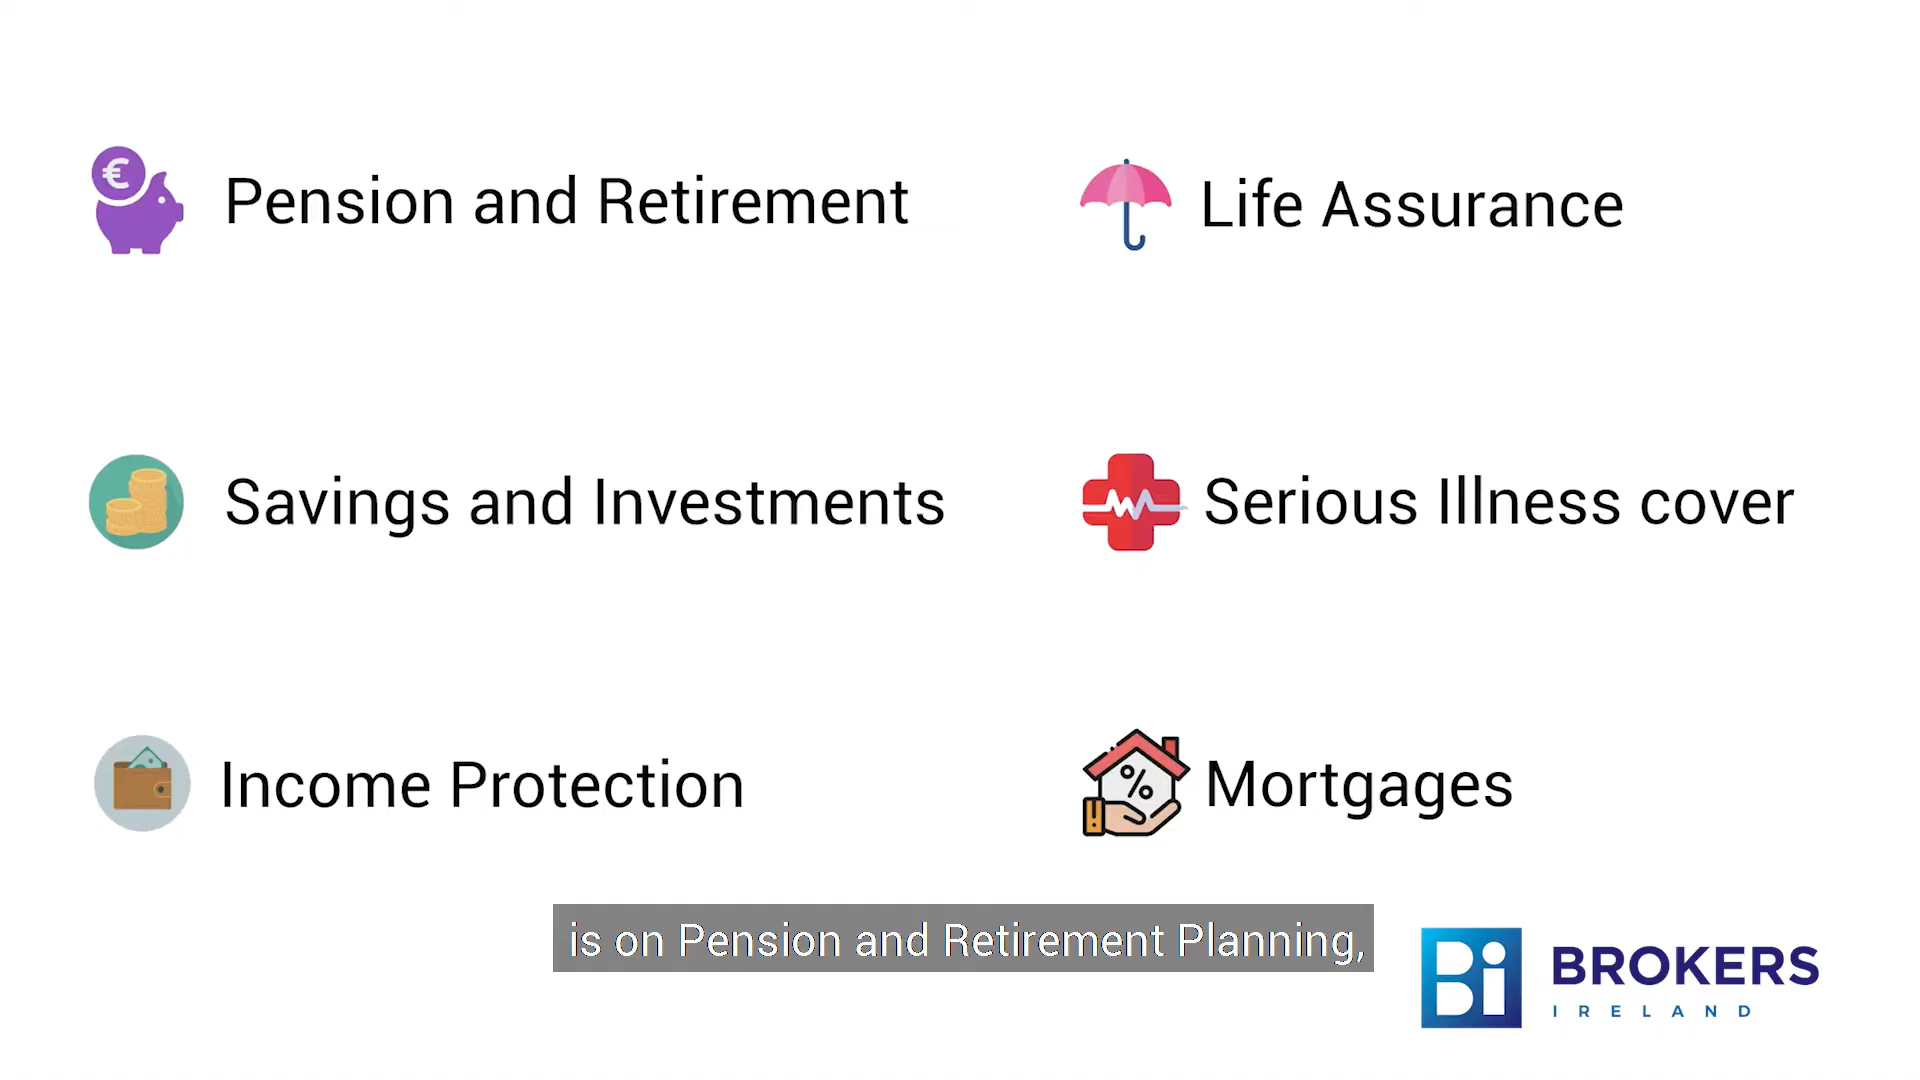 €
Pension and Retirement
Life Assurance
Savings and Investments
Serious Illness cover
Income Protection
%
Mortgages
is on Pension and Retirement Planning,
Bi
BROKERS
IRELAND